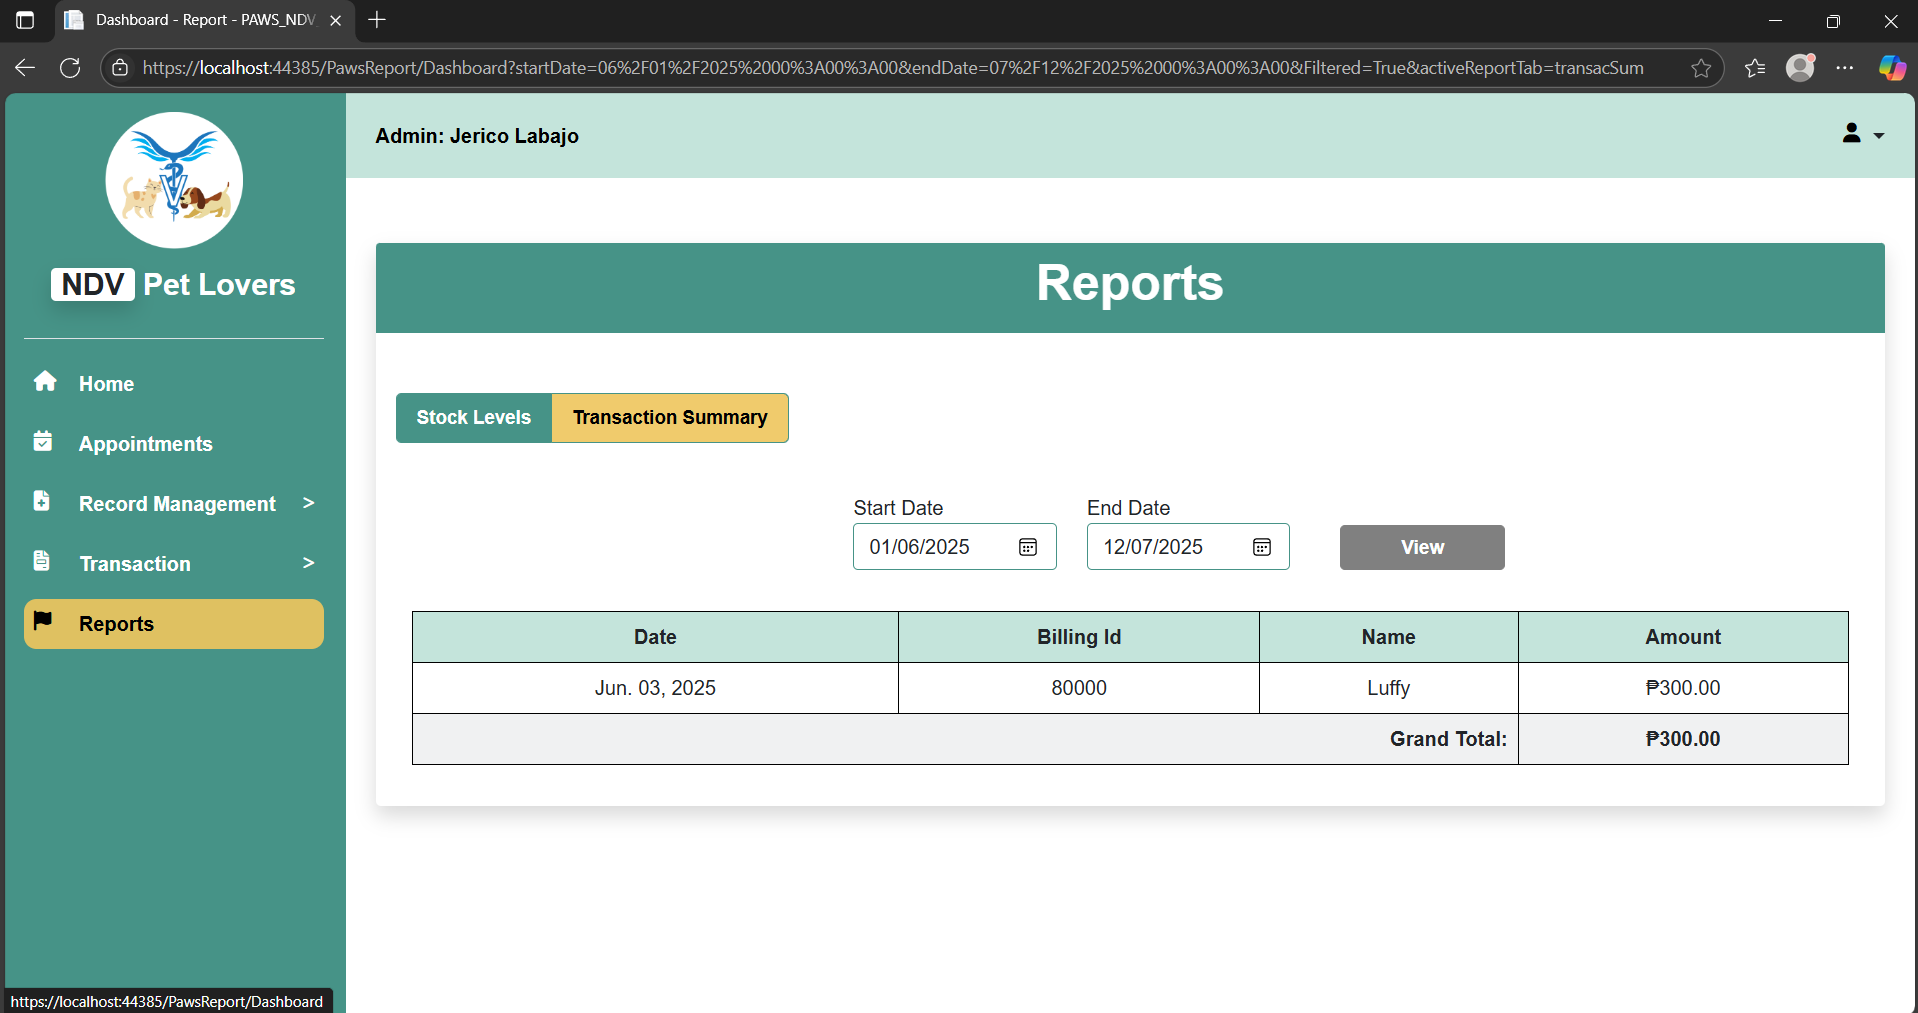 Dashboard - Report - PAWS_NDV
https://localhost:44385/PawsReport/Dashboard?startDate=06%2F01%2F2025%2000%3A00%3A00&endDate=07%2F12%2F2025%2000%3A00%3A00&Filtered=True&activeReportTab=transacSum
Admin: Jerico Labajo
NDV Pet Lovers
Home
Appointments
Record Management >
Transaction >
Reports
Reports
Stock Levels Transaction Summary
Start Date End Date
01/06/2025 12/07/2025 View
Date Billing Id Name Amount
Jun. 03, 2025 80000 Luffy ₱300.00
Grand Total: ₱300.00
https://localhost:44385/PawsReport/Dashboard